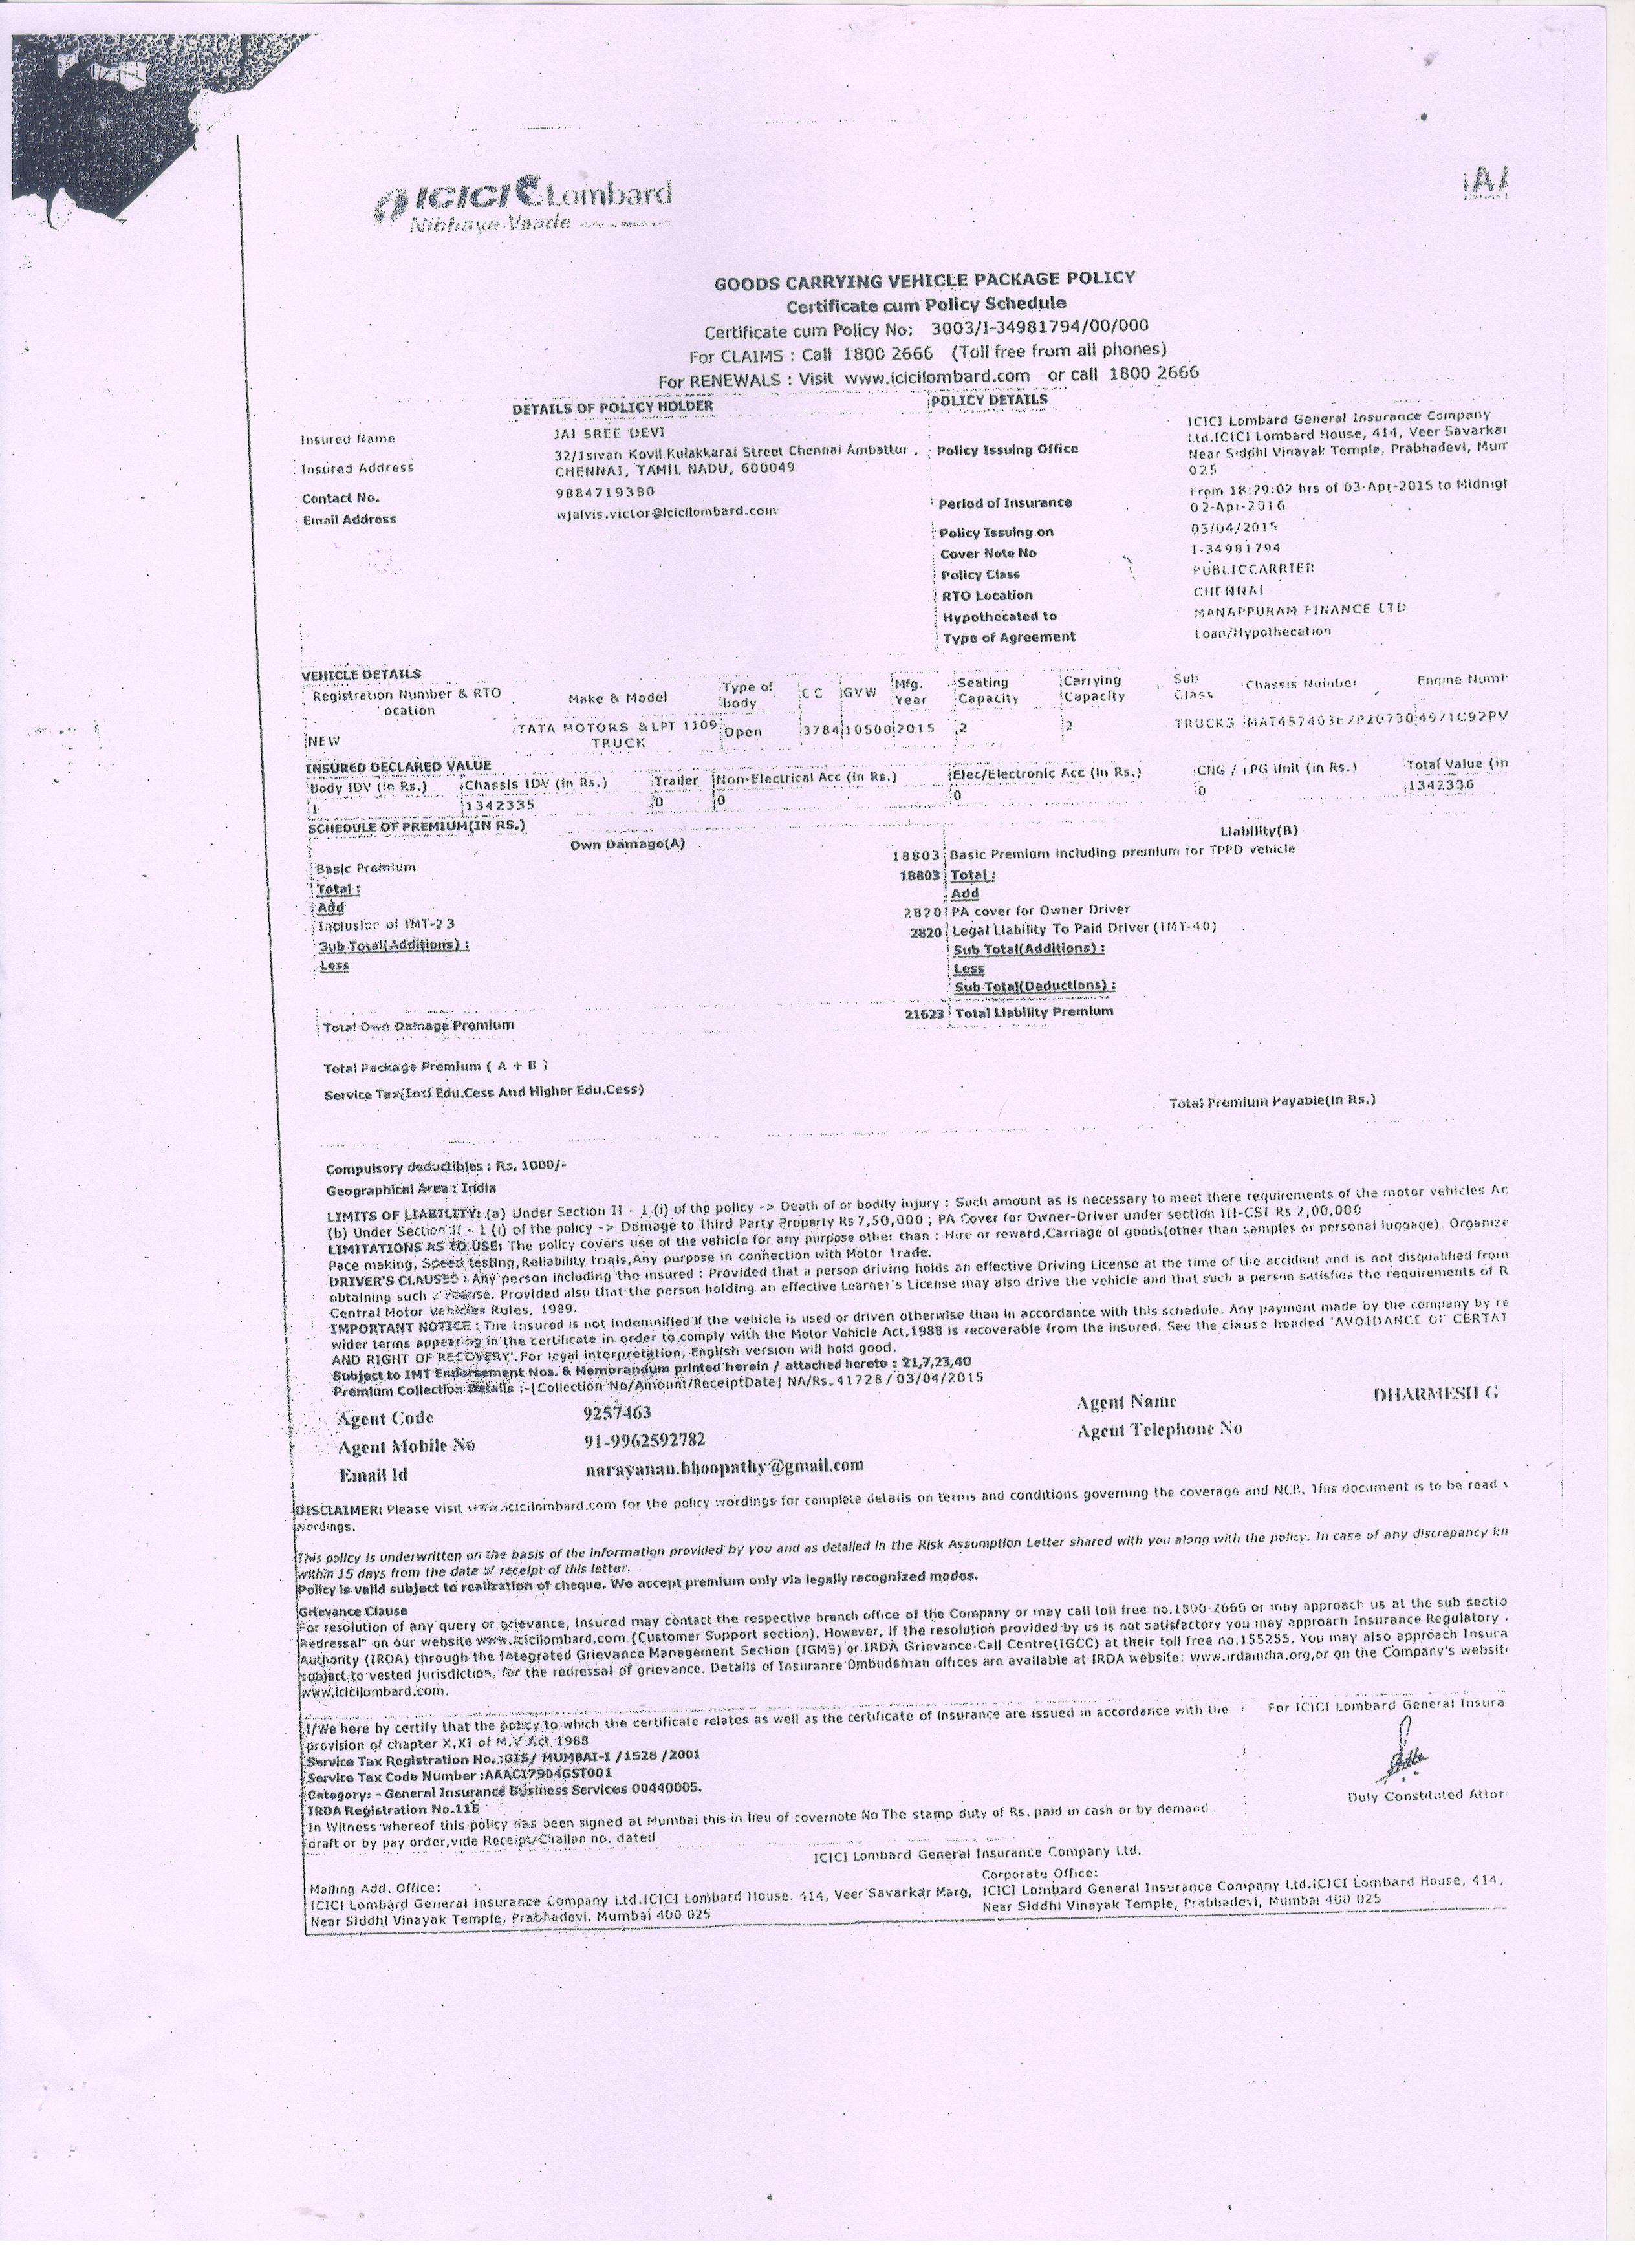 ICICI Lombard
Nibhaye Vaade
GOODS CARRYING VEHICLE PACKAGE POLICY
Certificate cum Policy Schedule
Certificate cum Policy No: 3003/I-34981794/00/000
For CLAIMS : Call 1800 2666 (Toll free from all phones)
For RENEWALS : Visit www.icicilombard.com or call 1800 2666
DETAILS OF POLICY HOLDER
Insured Name JAI SREE DEVI
Insured Address 32/1sivan Kovil Kulakkarai Street Chennai Ambattur ,
CHENNAI, TAMIL NADU, 600049
Contact No. 9884719380
Email Address wjalvis.victor@icicilombard.com
POLICY DETAILS
Policy Issuing Office ICICI Lombard General Insurance Company
Ltd.ICICI Lombard House, 414, Veer Savarkar
Near Siddhi Vinayak Temple, Prabhadevi, Mum
025
Period of Insurance From 18:29:02 hrs of 03-Apr-2015 to Midnigh
02-Apr-2016
Policy Issuing on 03/04/2015
Cover Note No I-34981794
Policy Class PUBLICCARRIER
RTO Location CHENNAI
Hypothecated to MANAPPURAM FINANCE LTD
Type of Agreement Loan/Hypothecation
VEHICLE DETAILS
Registration Number & RTO ocation Make & Model Type of body CC GVW Mfg. Year Seating Capacity Carrying Capacity Sub Class Chassis Number Engine Numb
NEW TATA MOTORS &LPT 1109 TRUCK Open 3784 10500 2015 2 2 TRUCKS
INSURED DECLARED VALUE
Body IDV (in Rs.) Chassis IDV (in Rs.) Trailer Non-Electrical Acc (in Rs.) Elec/Electronic Acc (in Rs.) CNG / LPG Unit (in Rs.) Total Value (in
1 1342335 0 0 0 0 1342336
SCHEDULE OF PREMIUM(IN RS.)
Own Damage(A) Liability(B)
Basic Premium 18803 Basic Premium including premium for TPPD vehicle
Total : 18803 Total :
Add Add
Inclusion of IMT-23 2820 PA cover for Owner Driver
Sub Total(Additions) : 2820 Legal Liability To Paid Driver (IMT-40)
Less Sub Total(Additions) :
Less
Sub Total(Deductions) :
Total Own Damage Premium 21623 Total Liability Premium
Total Package Premium ( A + B )
Service Tax(Incl Edu.Cess And Higher Edu.Cess)
Total Premium Payable(in Rs.)
Compulsory deductibles : Rs. 1000/-
Geographical Area : India
LIMITS OF LIABILITY: (a) Under Section II - 1 (i) of the policy -> Death of or bodily injury : Such amount as is necessary to meet there requirements of the motor vehicles Ac
(b) Under Section II - 1 (i) of the policy -> Damage to Third Party Property Rs 7,50,000 ; PA Cover for Owner-Driver under section III-CSI Rs 2,00,000
LIMITATIONS AS TO USE: The policy covers use of the vehicle for any purpose other than : Hire or reward,Carriage of goods(other than samples or personal luggage). Organize
Pace making, Speed testing,Reliability trials,Any purpose in connection with Motor Trade.
DRIVER'S CLAUSES : Any person including the insured : Provided that a person driving holds an effective Driving License at the time of the accident and is not disqualified from
obtaining such a license. Provided also that the person holding an effective Learner's License may also drive the vehicle and that such a person satisfies the requirements of R
Central Motor Vehicles Rules, 1989.
IMPORTANT NOTICE : The insured is not indemnified if the vehicle is used or driven otherwise than in accordance with this schedule. Any payment made by the company by re
wider terms appearing in the certificate in order to comply with the Motor Vehicle Act,1988 is recoverable from the insured. See the clause headed 'AVOIDANCE OF CERTAI
AND RIGHT OF RECOVERY'.For legal interpretation, English version will hold good.
Subject to IMT Endorsement Nos. & Memorandum printed herein / attached hereto : 21,7,23,40
Premium Collection Details :-[Collection No/Amount/ReceiptDate] NA/Rs. 41728 / 03/04/2015
Agent Code 9257463 Agent Name DHARMESH G
Agent Mobile No 91-9962592782 Agent Telephone No
Email Id narayanan.bhoopathy@gmail.com
DISCLAIMER: Please visit www.icicilombard.com for the policy wordings for complete details on terms and conditions governing the coverage and NCB. This document is to be read w
wordings.
This policy is underwritten on the basis of the information provided by you and as detailed in the Risk Assumption Letter shared with you along with the policy. In case of any discrepancy
within 15 days from the date of receipt of this letter.
Policy is valid subject to realization of cheque. We accept premium only via legally recognized modes.
Grievance Clause
For resolution of any query or grievance, Insured may contact the respective branch office of the Company or may call toll free no.1800-2666 or may approach us at the sub sectio
Redressal" on our website www.icicilombard.com (Customer Support section). However, if the resolution provided by us is not satisfactory you may approach Insurance Regulatory
Authority (IRDA) through the Integrated Grievance Management Section (IGMS) or IRDA Grievance Call Centre(IGCC) at their toll free no.155255. You may also approach Insura
subject to vested jurisdiction, for the redressal of grievance. Details of Insurance Ombudsman offices are available at IRDA website: www.irdaindia.org,or on the Company's website
www.icicilombard.com.
I/We here by certify that the policy to which the certificate relates as well as the certificate of insurance are issued in accordance with the
provision of chapter X,XI of M.V Act 1988
For ICICI Lombard General Insura
Service Tax Registration No. :GIS/ MUMBAI-I /1528 /2001
Service Tax Code Number :AAACI7904GST001
Category: - General Insurance Business Services 00440005.
IRDA Registration No.115
Duly Constituted Attor
In Witness whereof this policy has been signed at Mumbai this in lieu of covernote No The stamp duty of Rs. paid in cash or by demand
draft or by pay order,vide Receipt/Challan no. dated
ICICI Lombard General Insurance Company Ltd.
Mailing Add. Office:
ICICI Lombard General Insurance Company Ltd.ICICI Lombard House. 414, Veer Savarkar Marg,
Near Siddhi Vinayak Temple, Prabhadevi, Mumbai 400 025
Corporate Office:
ICICI Lombard General Insurance Company Ltd.ICICI Lombard House, 414,
Near Siddhi Vinayak Temple, Prabhadevi, Mumbai 400 025